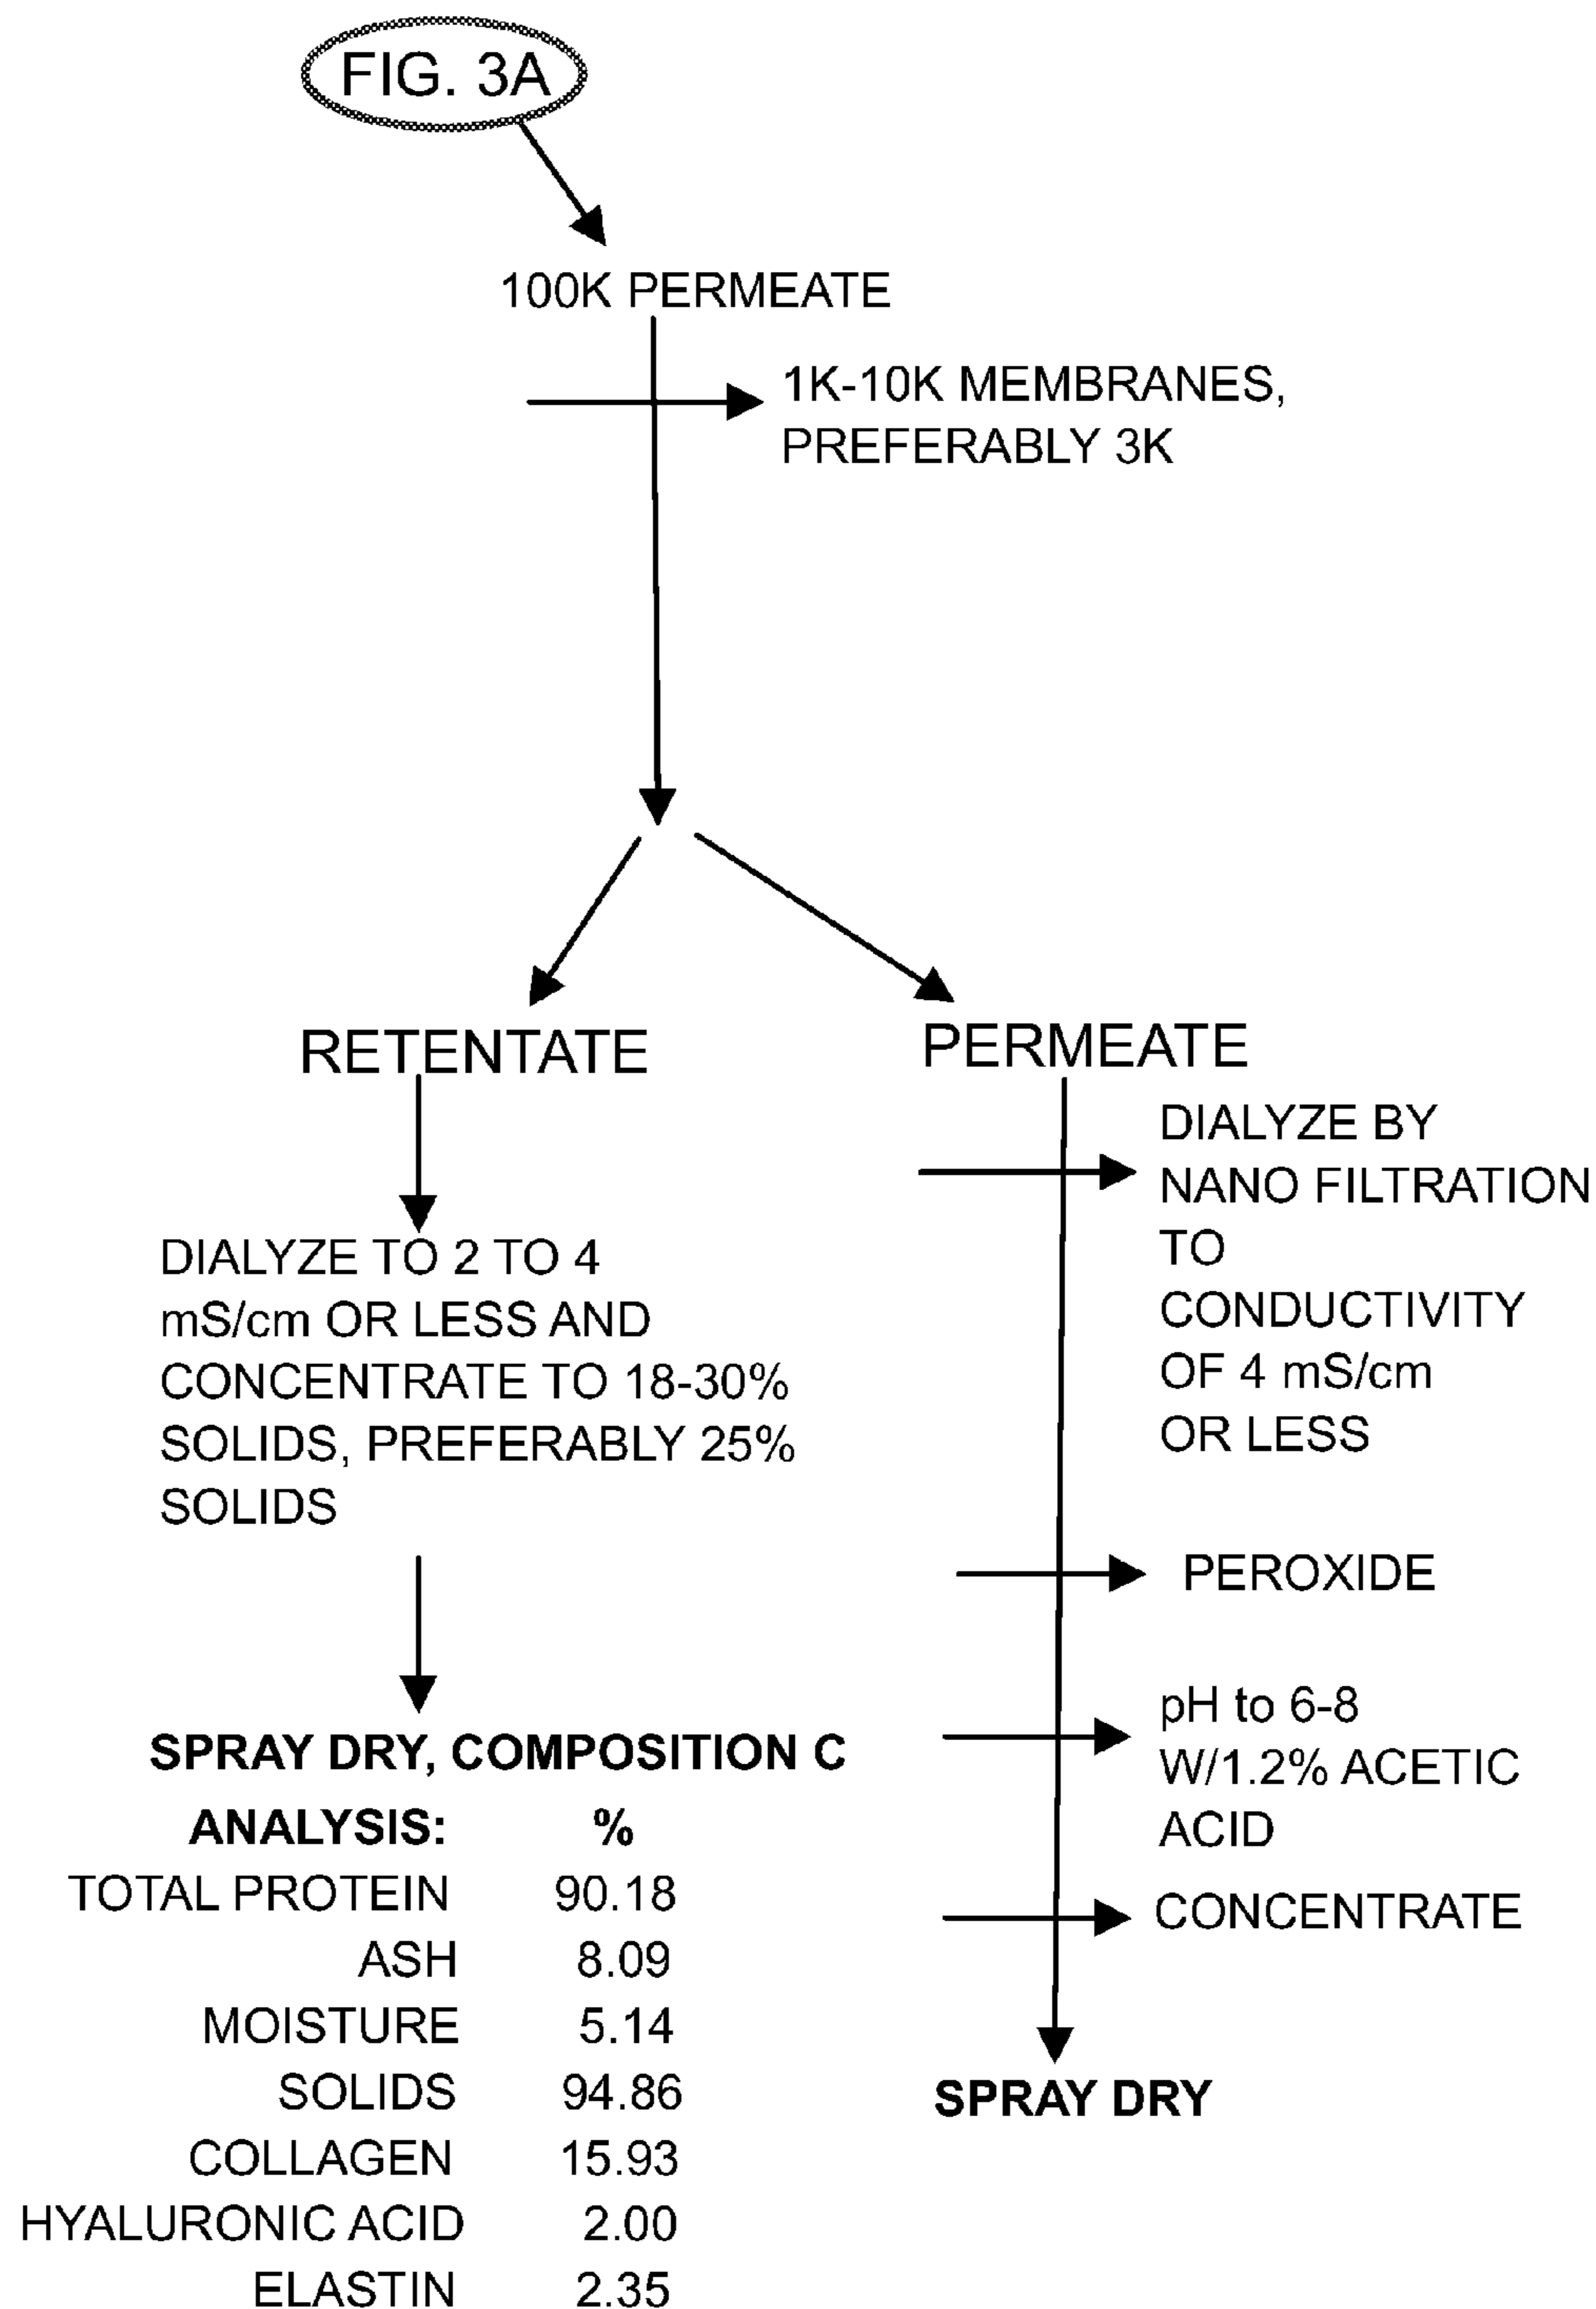 FIG. 3A
100K PERMEATE
1K-10K MEMBRANES,
PREFERABLY 3K
RETENTATE
DIALYZE TO 2 TO 4
mS/cm OR LESS AND
CONCENTRATE TO 18-30%
SOLIDS, PREFERABLY 25%
SOLIDS
SPRAY DRY, COMPOSITION C
ANALYSIS: %
TOTAL PROTEIN 90.18
ASH 8.09
MOISTURE 5.14
SOLIDS 94.86
COLLAGEN 15.93
HYALURONIC ACID 2.00
ELASTIN 2.35
PERMEATE
DIALYZE BY
NANO FILTRATION
TO
CONDUCTIVITY
OF 4 mS/cm
OR LESS
PEROXIDE
pH to 6-8
W/1.2% ACETIC
ACID
CONCENTRATE
SPRAY DRY